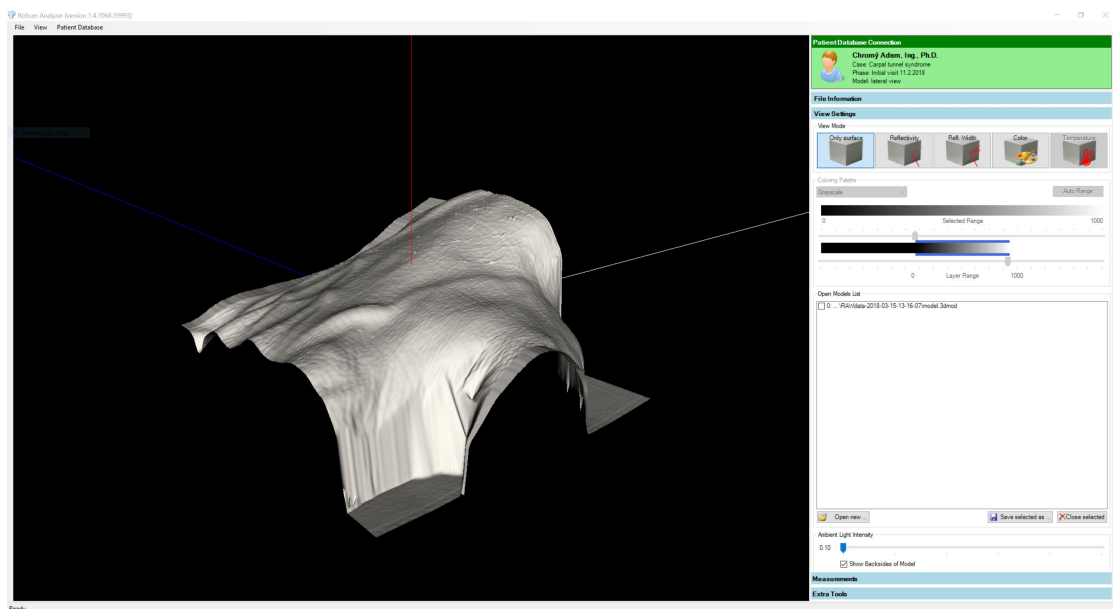 RoScan Analyzer (version 1.4.7068.39993)
File View Patient Database
Patient Database Connection
Chromý Adam, Ing., Ph.D.
Case: Carpal tunnel syndrome
Phase: Initial visit 11.2.2018
Model: lateral view
File Information
View Settings
View Mode
Only surface Reflectivity Refl. Width Color Temperature
Coloring Palette
Grayscale Auto Range
0 Selected Range 1000
0 Layer Range 1000
Open Models List
0: ... \RA\r/data-2018-03-15-13-16-07\model.3dmod
Open new ... Save selected as ... Close selected
Ambient Light Intensity
0.10
Show Backsides of Model
Measurements
Extra Tools
Ready